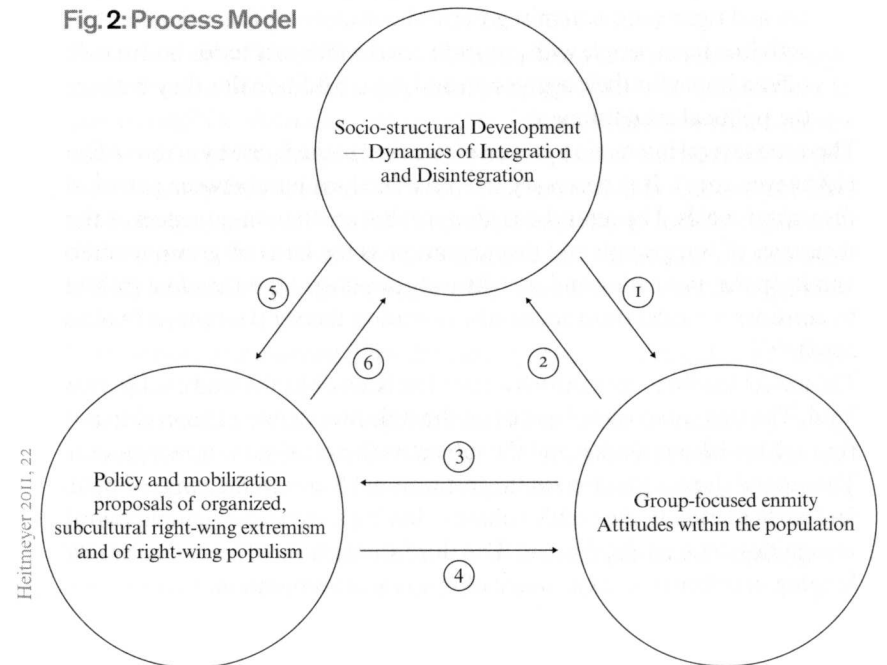 Fig. 2: Process Model
Socio-structural Development
– Dynamics of Integration
and Disintegration
5
1
6
2
3
Policy and mobilization
proposals of organized,
subcultural right-wing extremism
and of right-wing populism
Group-focused enmity
Attitudes within the population
4
Heitmeyer 2011, 22